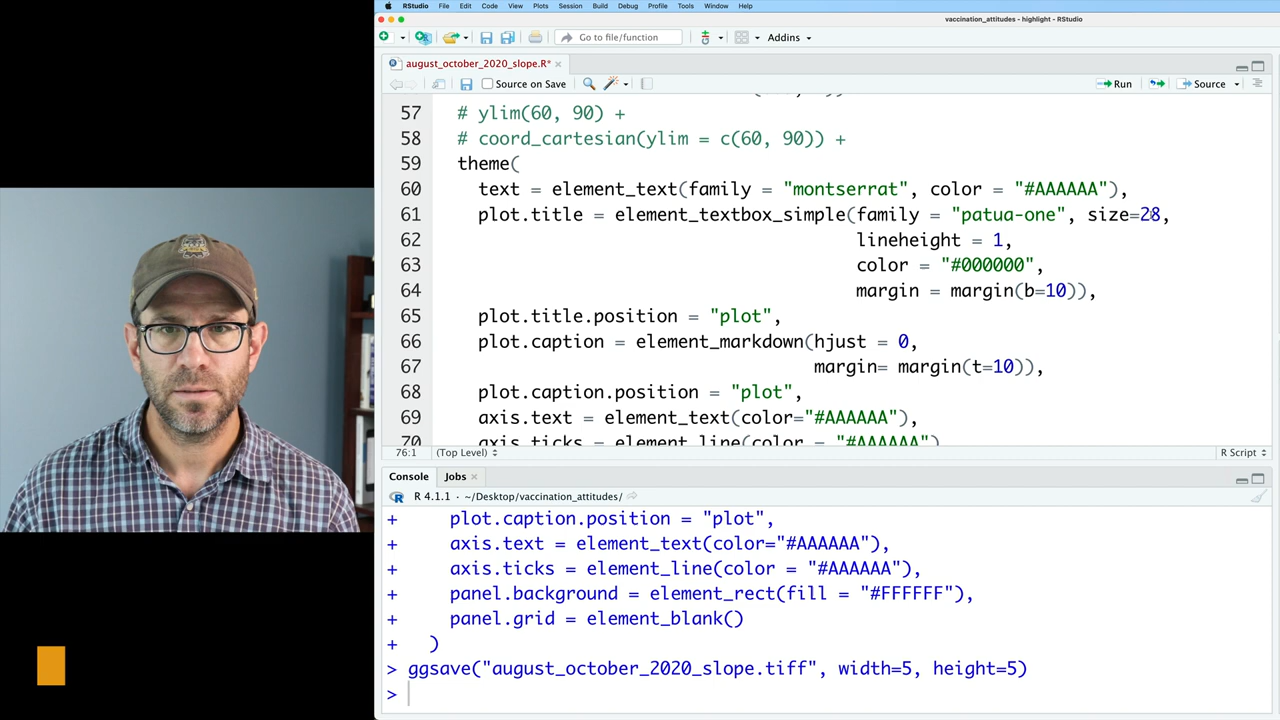 RStudio File Edit Code View Plots Session Build Debug Profile Tools Window Help
vaccination_attitudes - highlight - RStudio
Go to file/function
Addins
august_october_2020_slope.R*
Source on Save
Run
Source
57 # ylim(60, 90) +
58 # coord_cartesian(ylim = c(60, 90)) +
59 theme(
60 text = element_text(family = "montserrat", color = "#AAAAAA"),
61 plot.title = element_textbox_simple(family = "patua-one", size=28,
62 lineheight = 1,
63 color = "#000000",
64 margin = margin(b=10)),
65 plot.title.position = "plot",
66 plot.caption = element_markdown(hjust = 0,
67 margin= margin(t=10)),
68 plot.caption.position = "plot",
69 axis.text = element_text(color="#AAAAAA"),
70 axis.ticks = element_line(color = "#AAAAAA")
76:1 (Top Level) R Script
Console Jobs
R 4.1.1 · ~/Desktop/vaccination_attitudes/
+ plot.caption.position = "plot",
+ axis.text = element_text(color="#AAAAAA"),
+ axis.ticks = element_line(color = "#AAAAAA"),
+ panel.background = element_rect(fill = "#FFFFFF"),
+ panel.grid = element_blank()
+ )
> ggsave("august_october_2020_slope.tiff", width=5, height=5)
>